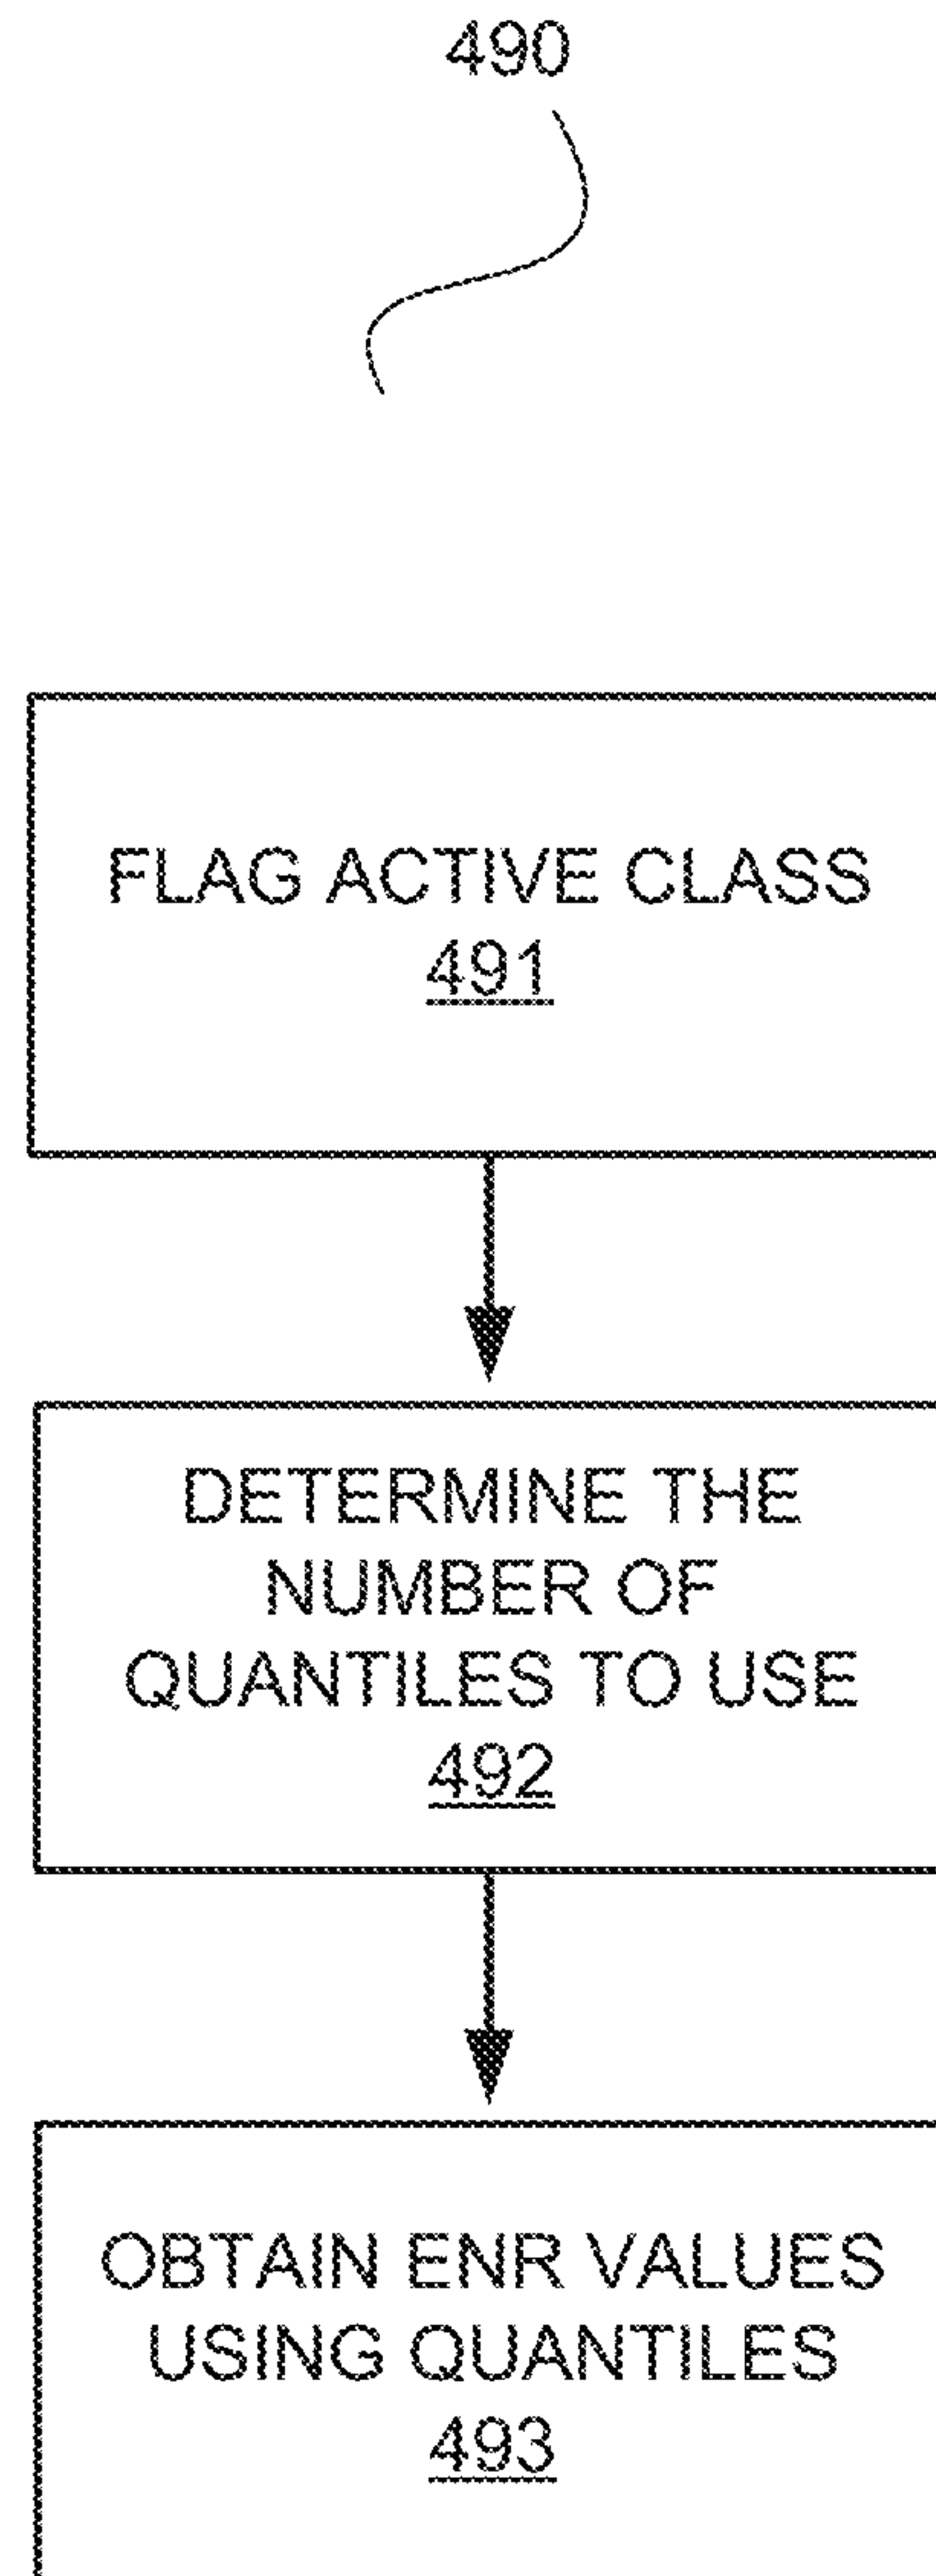 490
FLAG ACTIVE CLASS
491
DETERMINE THE
NUMBER OF
QUANTILES TO USE
492
OBTAIN ENR VALUES
USING QUANTILES
493